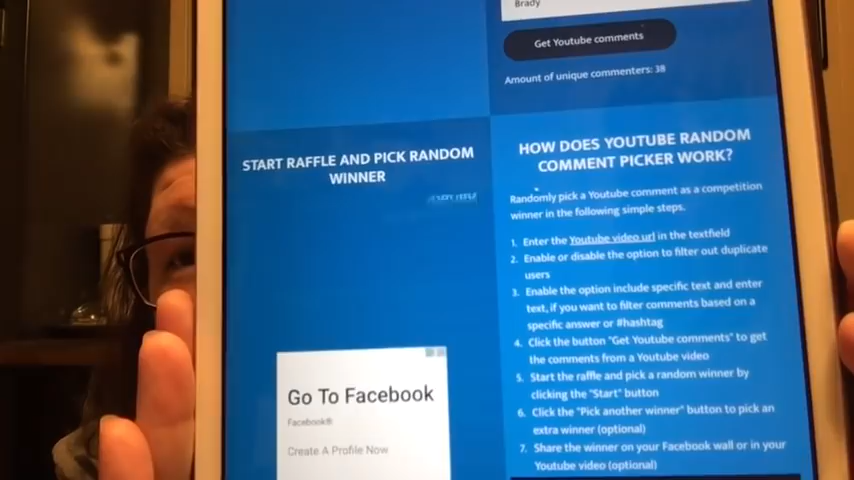 Brady
Get Youtube comments
Amount of unique commenters: 38
START RAFFLE AND PICK RANDOM
WINNER
HOW DOES YOUTUBE RANDOM
COMMENT PICKER WORK?
Randomly pick a Youtube comment as a competition
winner in the following simple steps.
1. Enter the Youtube video url in the textfield
2. Enable or disable the option to filter out duplicate
users
3. Enable the option include specific text and enter
text, if you want to filter comments based on a
specific answer or #hashtag
4. Click the button "Get Youtube comments" to get
the comments from a Youtube video
5. Start the raffle and pick a random winner by
clicking the "Start" button
6. Click the "Pick another winner" button to pick an
extra winner (optional)
7. Share the winner on your Facebook wall or in your
Youtube video (optional)
Go To Facebook
Facebook®
Create A Profile Now